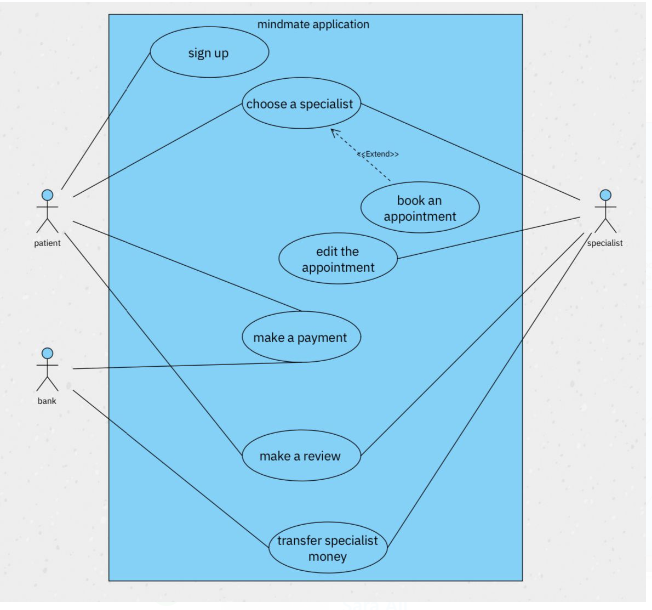 mindmate application
sign up
choose a specialist
<<Extend>>
book an
appointment
patient
specialist
edit the
appointment
make a payment
bank
make a review
transfer specialist
money